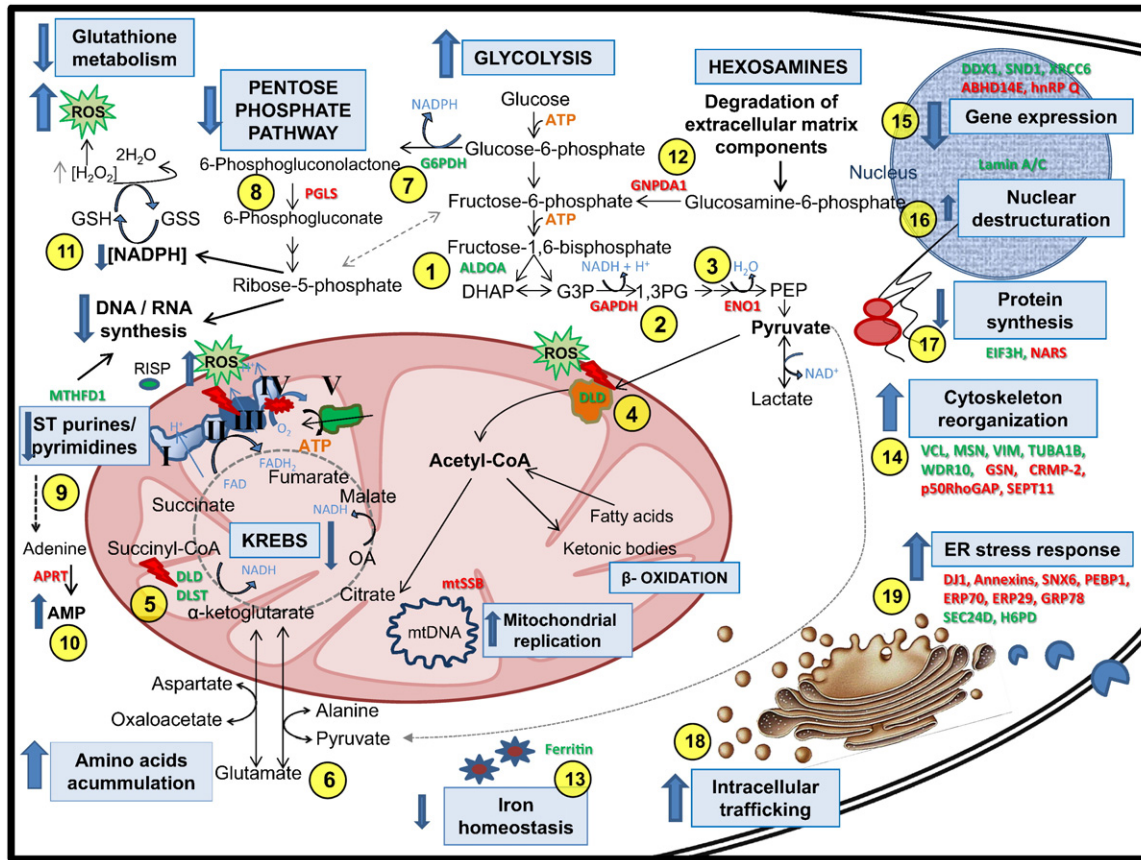 Glutathione
metabolism
ROS
2H2O
[H2O2]
GSH
GSS
11
[NADPH]
PENTOSE
PHOSPHATE
PATHWAY
6-Phosphogluconolactone
8
PGLS
6-Phosphogluconate
Ribose-5-phosphate
7
NADPH
G6PDH
GLYCOLYSIS
Glucose
ATP
Glucose-6-phosphate
Fructose-6-phosphate
ATP
Fructose-1,6-bisphosphate
1
ALDOA
DHAP
G3P
NADH + H+
GAPDH
1,3PG
2
3
H2O
ENO1
PEP
Pyruvate
NAD+
Lactate
HEXOSAMINES
Degradation of
extracellular matrix
components
12
GNPDA1
Glucosamine-6-phosphate
DDX1, SND1, XRCC6
ABHD14E, hnRP Q
15
Gene expression
Lamin A/C
Nucleus
16
Nuclear
destructuration
17
Protein
synthesis
EIF3H, NARS
Cytoskeleton
reorganization
14
VCL, MSN, VIM, TUBA1B,
WDR10, GSN, CRMP-2,
p50RhoGAP, SEPT11
ER stress response
19
DJ1, Annexins, SNX6, PEBP1,
ERP70, ERP29, GRP78
SEC24D, H6PD
18
Intracellular
trafficking
DNA / RNA
synthesis
MTHFD1
RISP
ST purines/
pyrimidines
9
Adenine
APRT
AMP
10
ROS
H+
I
II
III
IV
V
H+
O2
ATP
FADH2
FAD
Fumarate
Malate
NADH
OA
Citrate
Succinate
Succinyl-CoA
KREBS
NADH
5
DLD
DLST
α-ketoglutarate
ROS
DLD
4
Acetyl-CoA
Fatty acids
Ketonic bodies
β- OXIDATION
mtSSB
mtDNA
Mitochondrial
replication
Aspartate
Oxaloacetate
Alanine
Pyruvate
Glutamate
6
Amino acids
acummulation
Ferritin
13
Iron
homeostasis